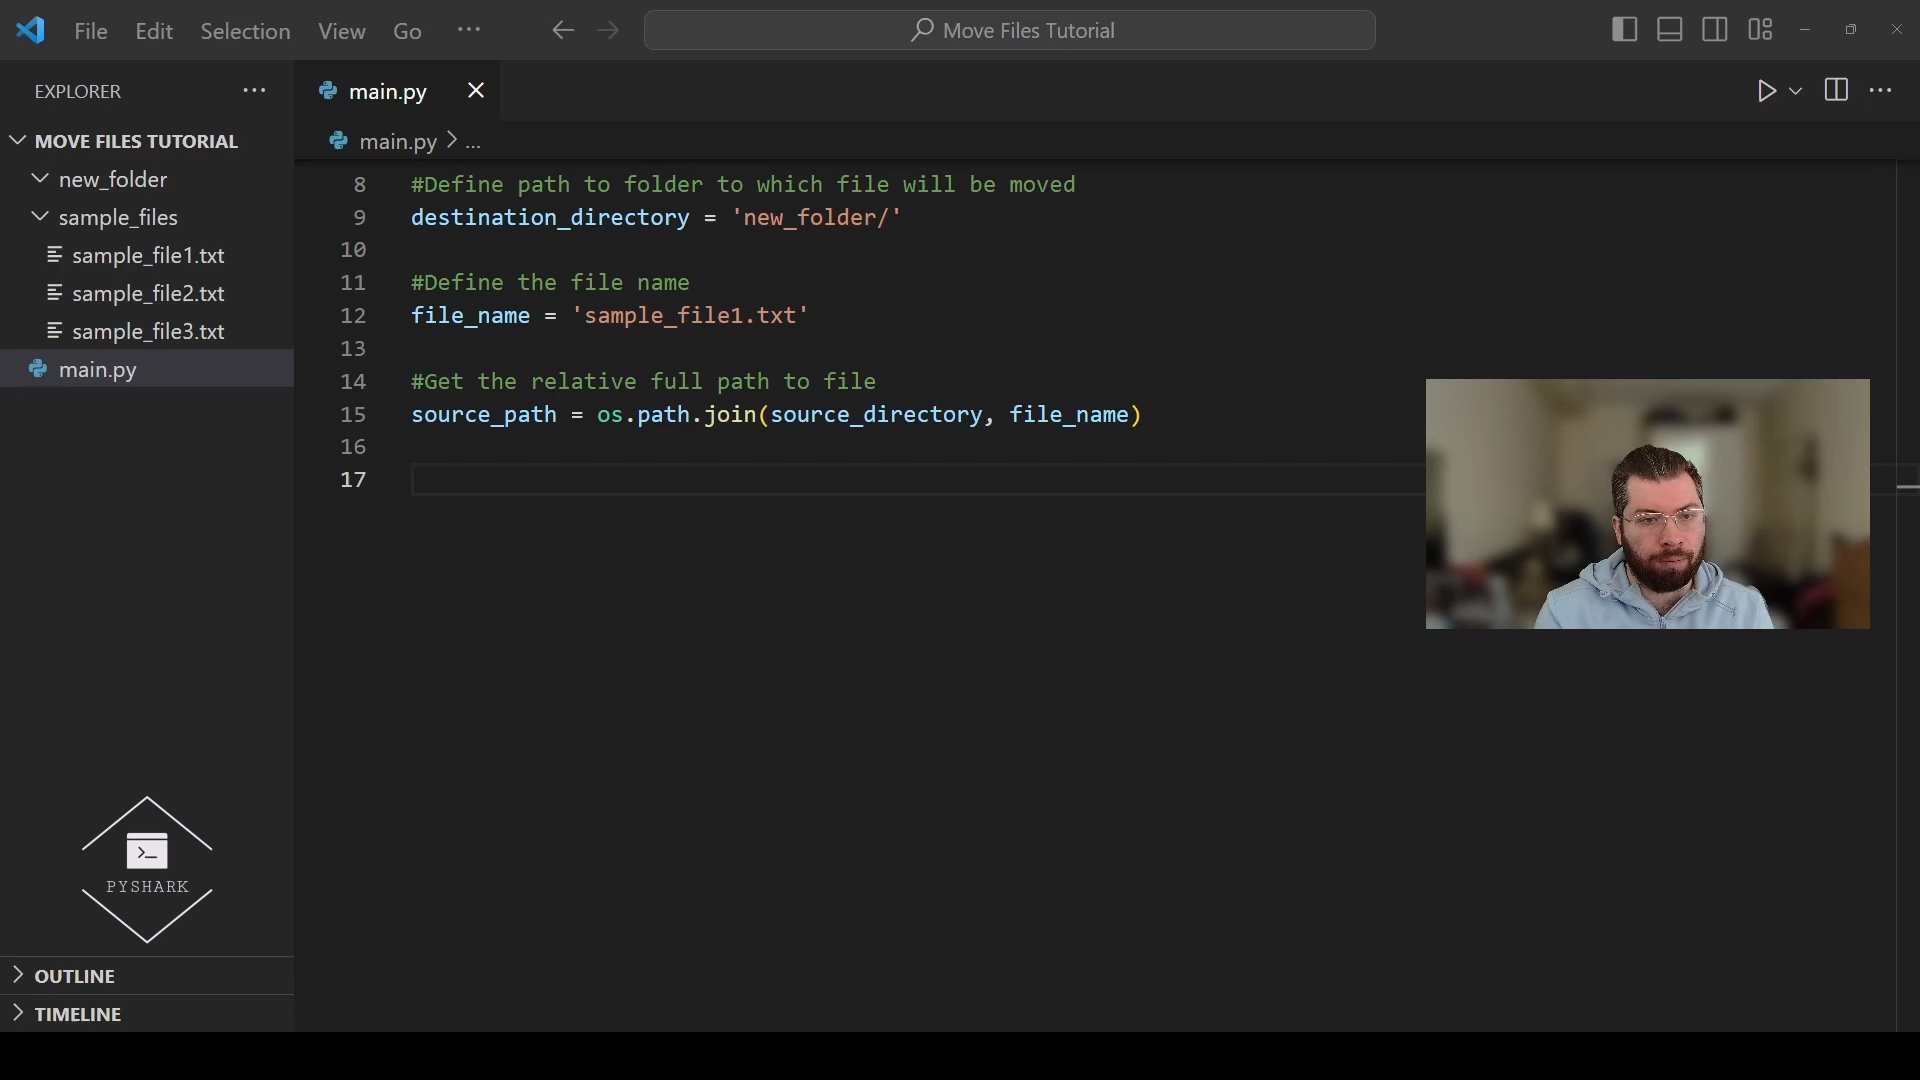 File Edit Selection View Go ··· Move Files Tutorial
EXPLORER ···
main.py
···
MOVE FILES TUTORIAL
main.py > ...
new_folder
sample_files
sample_file1.txt
sample_file2.txt
sample_file3.txt
main.py
8 #Define path to folder to which file will be moved
9 destination_directory = 'new_folder/'
10
11 #Define the file name
12 file_name = 'sample_file1.txt'
13
14 #Get the relative full path to file
15 source_path = os.path.join(source_directory, file_name)
16
17
>_
PYSHARK
OUTLINE
TIMELINE